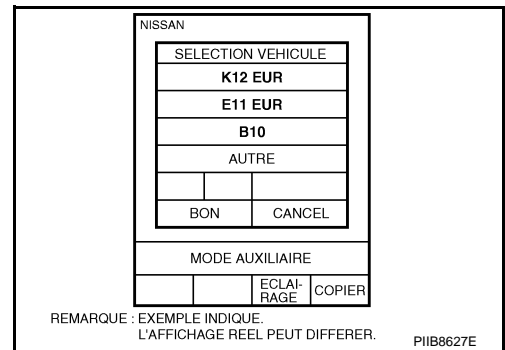 NISSAN
SELECTION VEHICULE
K12 EUR
E11 EUR
B10
AUTRE
BON CANCEL
MODE AUXILIAIRE
ECLAI-
RAGE COPIER
REMARQUE : EXEMPLE INDIQUE.
L'AFFICHAGE REEL PEUT DIFFERER.
PIIB8627E